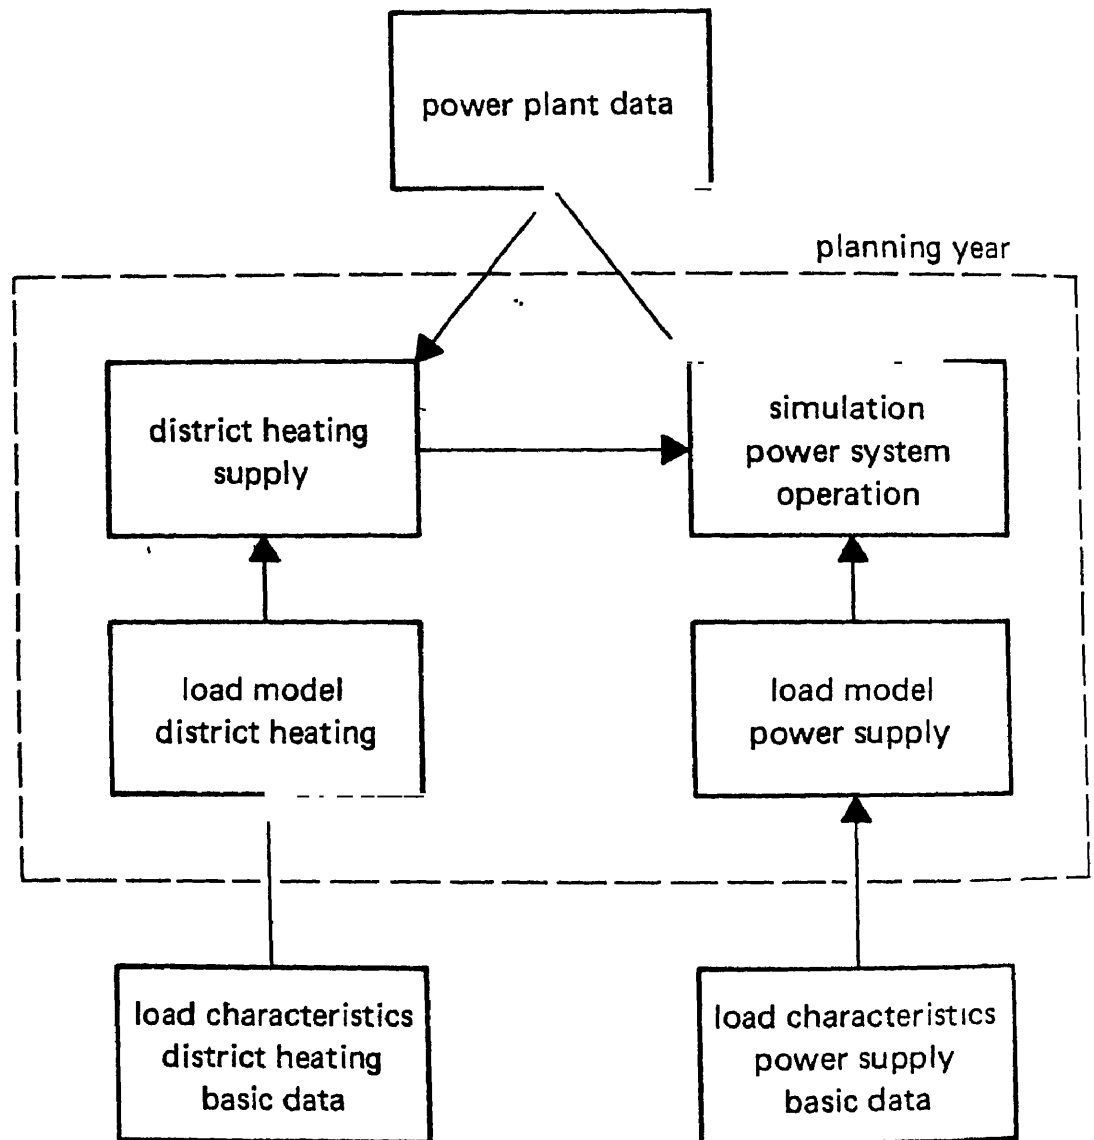 power plant data
planning year
district heating
supply
simulation
power system
operation
load model
district heating
load model
power supply
load characteristics
district heating
basic data
load characteristics
power supply
basic data